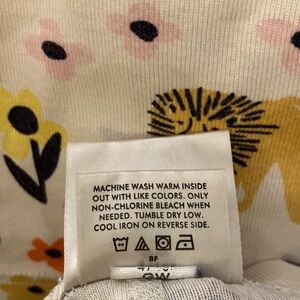 MACHINE WASH WARM INSIDE
OUT WITH LIKE COLORS. ONLY
NON-CHLORINE BLEACH WHEN
NEEDED. TUMBLE DRY LOW.
COOL IRON ON REVERSE SIDE.
BF